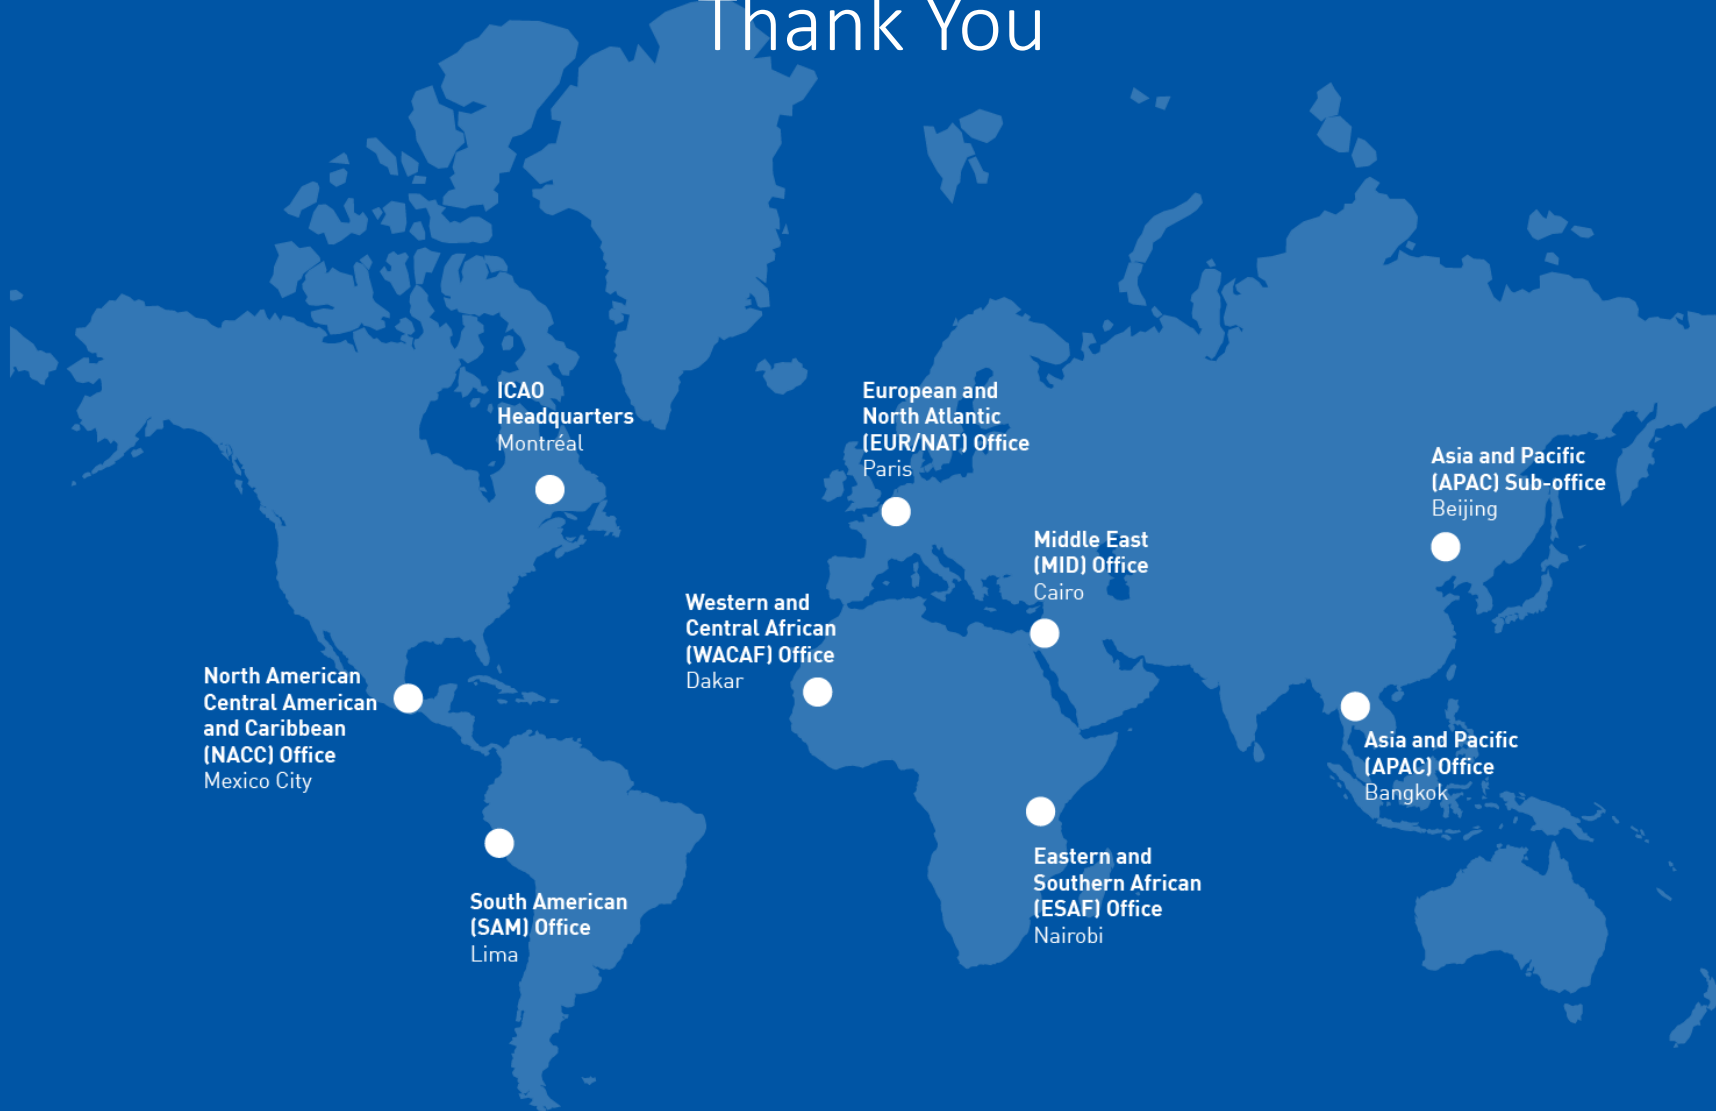 Thank You
ICAO
Headquarters
Montréal
European and
North Atlantic
(EUR/NAT) Office
Paris
Asia and Pacific
(APAC) Sub-office
Beijing
Middle East
(MID) Office
Cairo
Western and
Central African
(WACAF) Office
Dakar
North American
Central American
and Caribbean
(NACC) Office
Mexico City
Asia and Pacific
(APAC) Office
Bangkok
Eastern and
Southern African
(ESAF) Office
Nairobi
South American
(SAM) Office
Lima